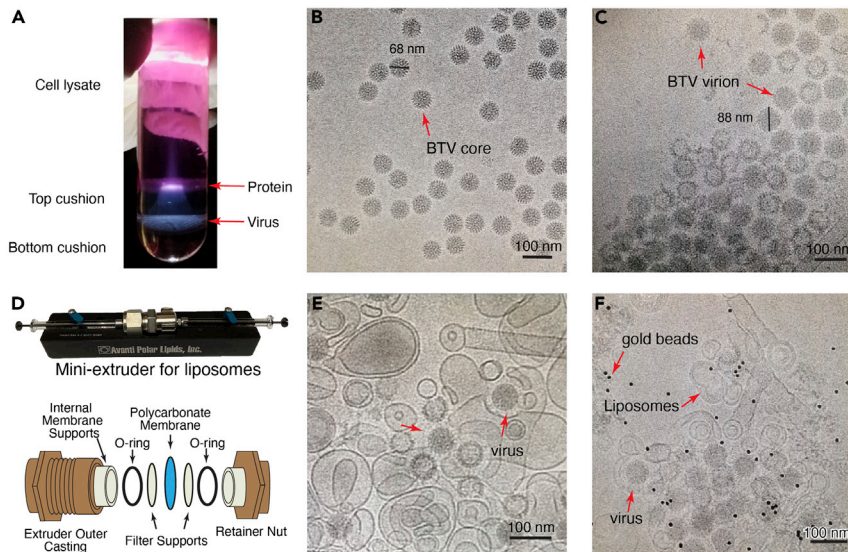 A
Cell lysate
Protein
Top cushion
Virus
Bottom cushion
B
68 nm
BTV core
100 nm
C
BTV virion
88 nm
100 nm
D
Avanti Polar Lipids, Inc.
Mini-extruder for liposomes
Internal
Membrane
Supports
O-ring
Polycarbonate
Membrane
O-ring
Extruder Outer
Casting
Filter Supports
Retainer Nut
E
virus
100 nm
F
gold beads
Liposomes
virus
100 nm